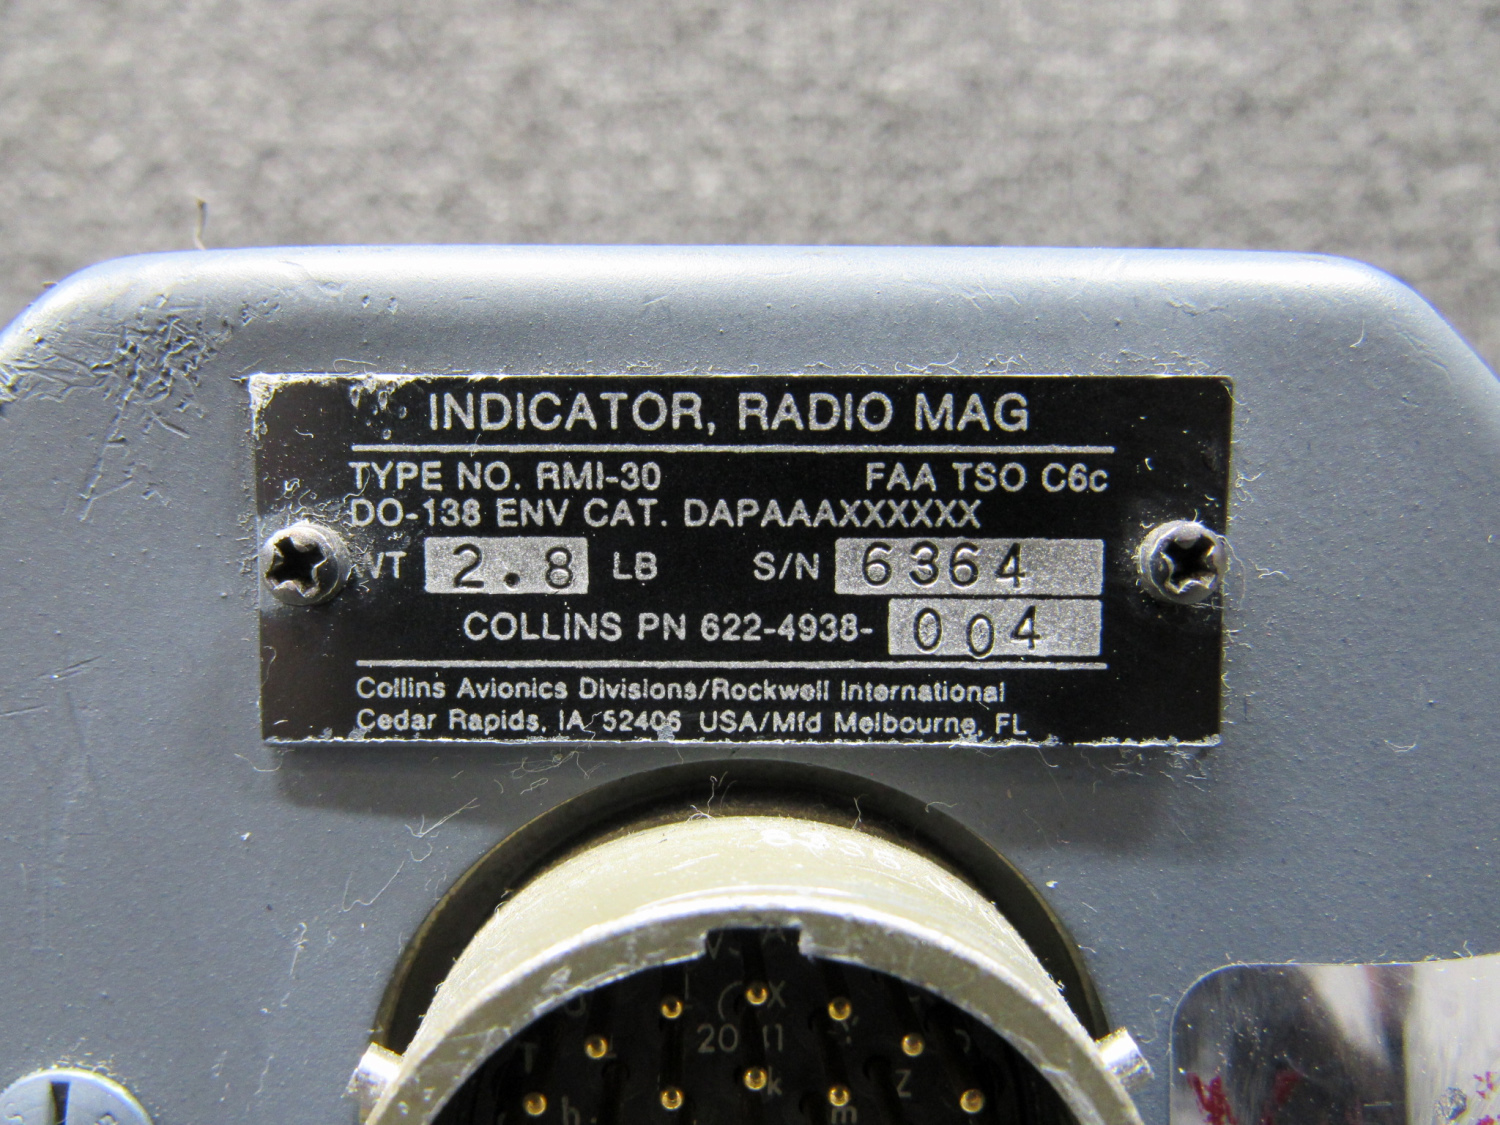 INDICATOR, RADIO MAG
TYPE NO. RMI-30 FAA TSO C6c
DO-138 ENV CAT. DAPAAAXXXXXX
WT 2.8 LB S/N 6364
COLLINS PN 622-4938- 004
Collins Avionics Divisions/Rockwell International
Cedar Rapids, IA 52406 USA/Mfd Melbourne, FL
V A
X
20 11
T Z
k
h m